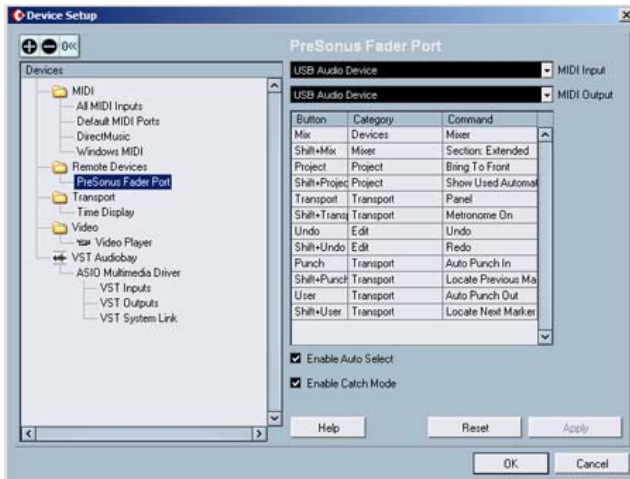 Device Setup
PreSonus Fader Port
Devices
MIDI
All MIDI Inputs
Default MIDI Ports
DirectMusic
Windows MIDI
Remote Devices
PreSonus Fader Port
Transport
Time Display
Video
Video Player
VST Audiobay
ASIO Multimedia Driver
VST Inputs
VST Outputs
VST System Link
USB Audio Device MIDI Input
USB Audio Device MIDI Output
Button Category Command
Mix Devices Mixer
Shift+Mix Mixer Section: Extended
Project Project Bring To Front
Shift+Projec Project Show Used Automat
Transport Transport Panel
Shift+Transp Transport Metronome On
Undo Edit Undo
Shift+Undo Edit Redo
Punch Transport Auto Punch In
Shift+Punch Transport Locate Previous Ma
User Transport Auto Punch Out
Shift+User Transport Locate Next Marker
Enable Auto Select
Enable Catch Mode
Help Reset Apply
OK Cancel